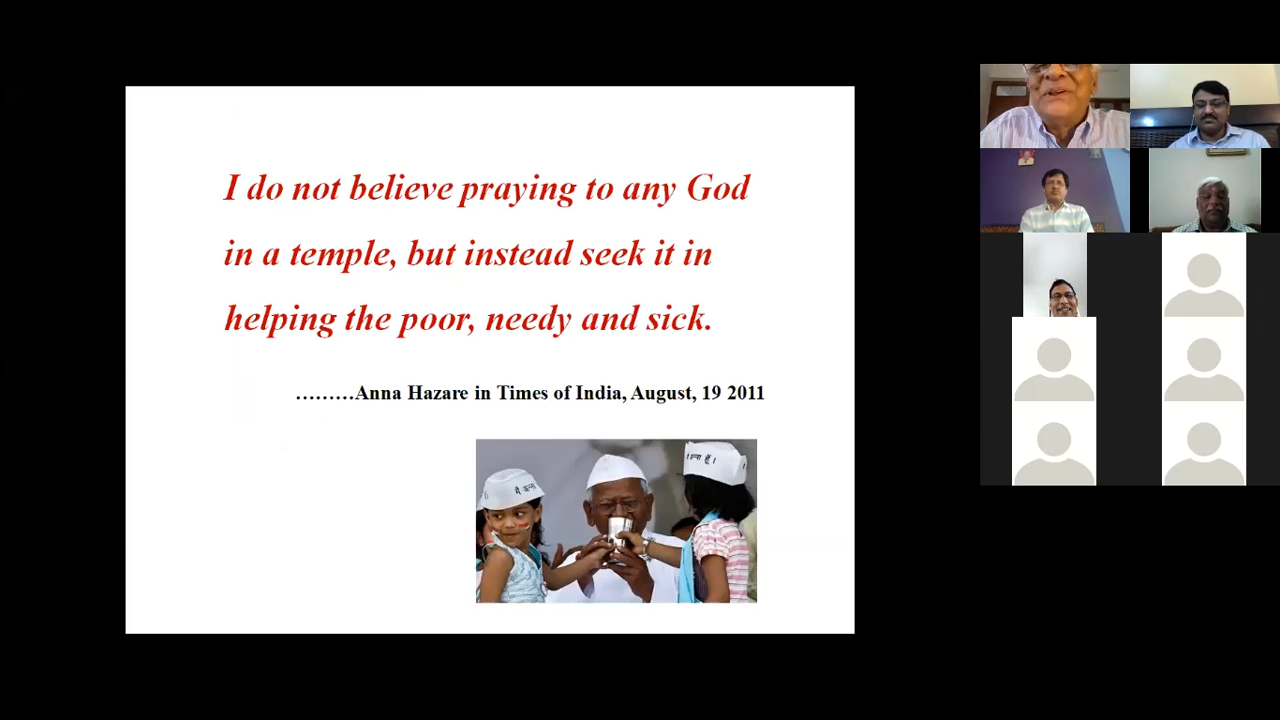 I do not believe praying to any God
in a temple, but instead seek it in
helping the poor, needy and sick.
………Anna Hazare in Times of India, August, 19 2011
मैं अन्ना
हूँ।